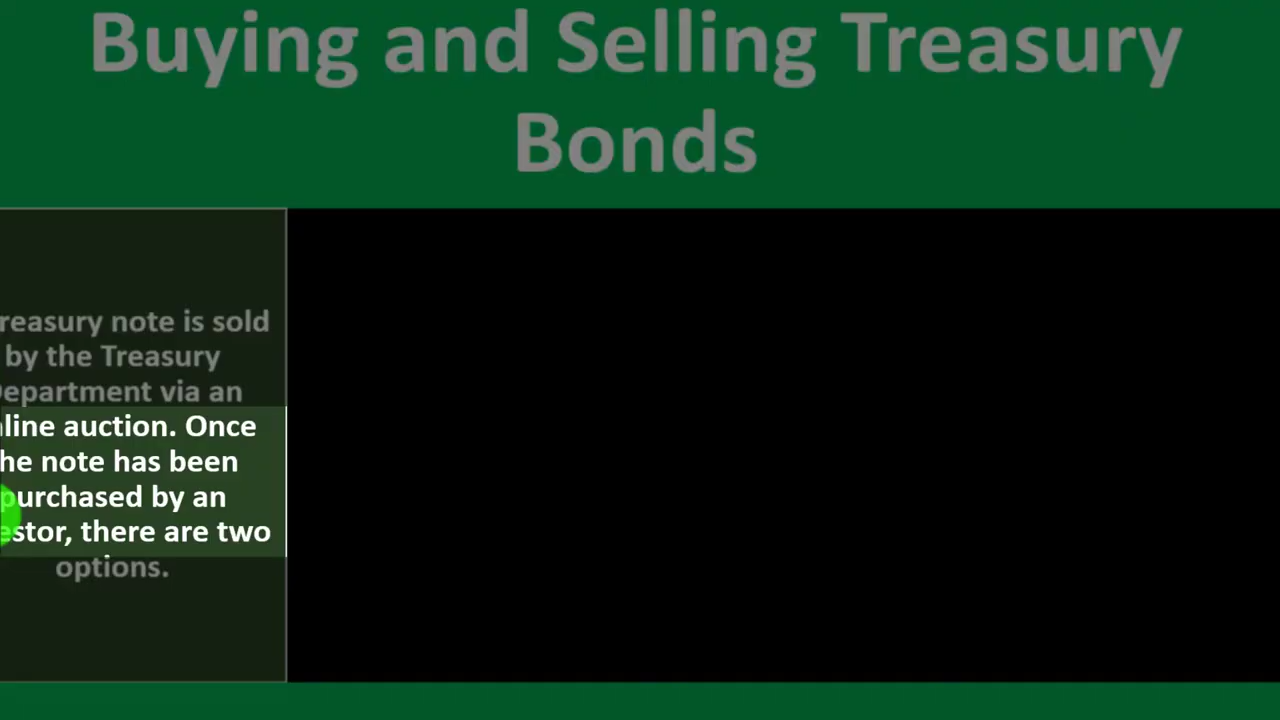 Buying and Selling Treasury
Bonds
reasury note is sold
by the Treasury
epartment via an
line auction. Once
he note has been
purchased by an
estor, there are two
options.